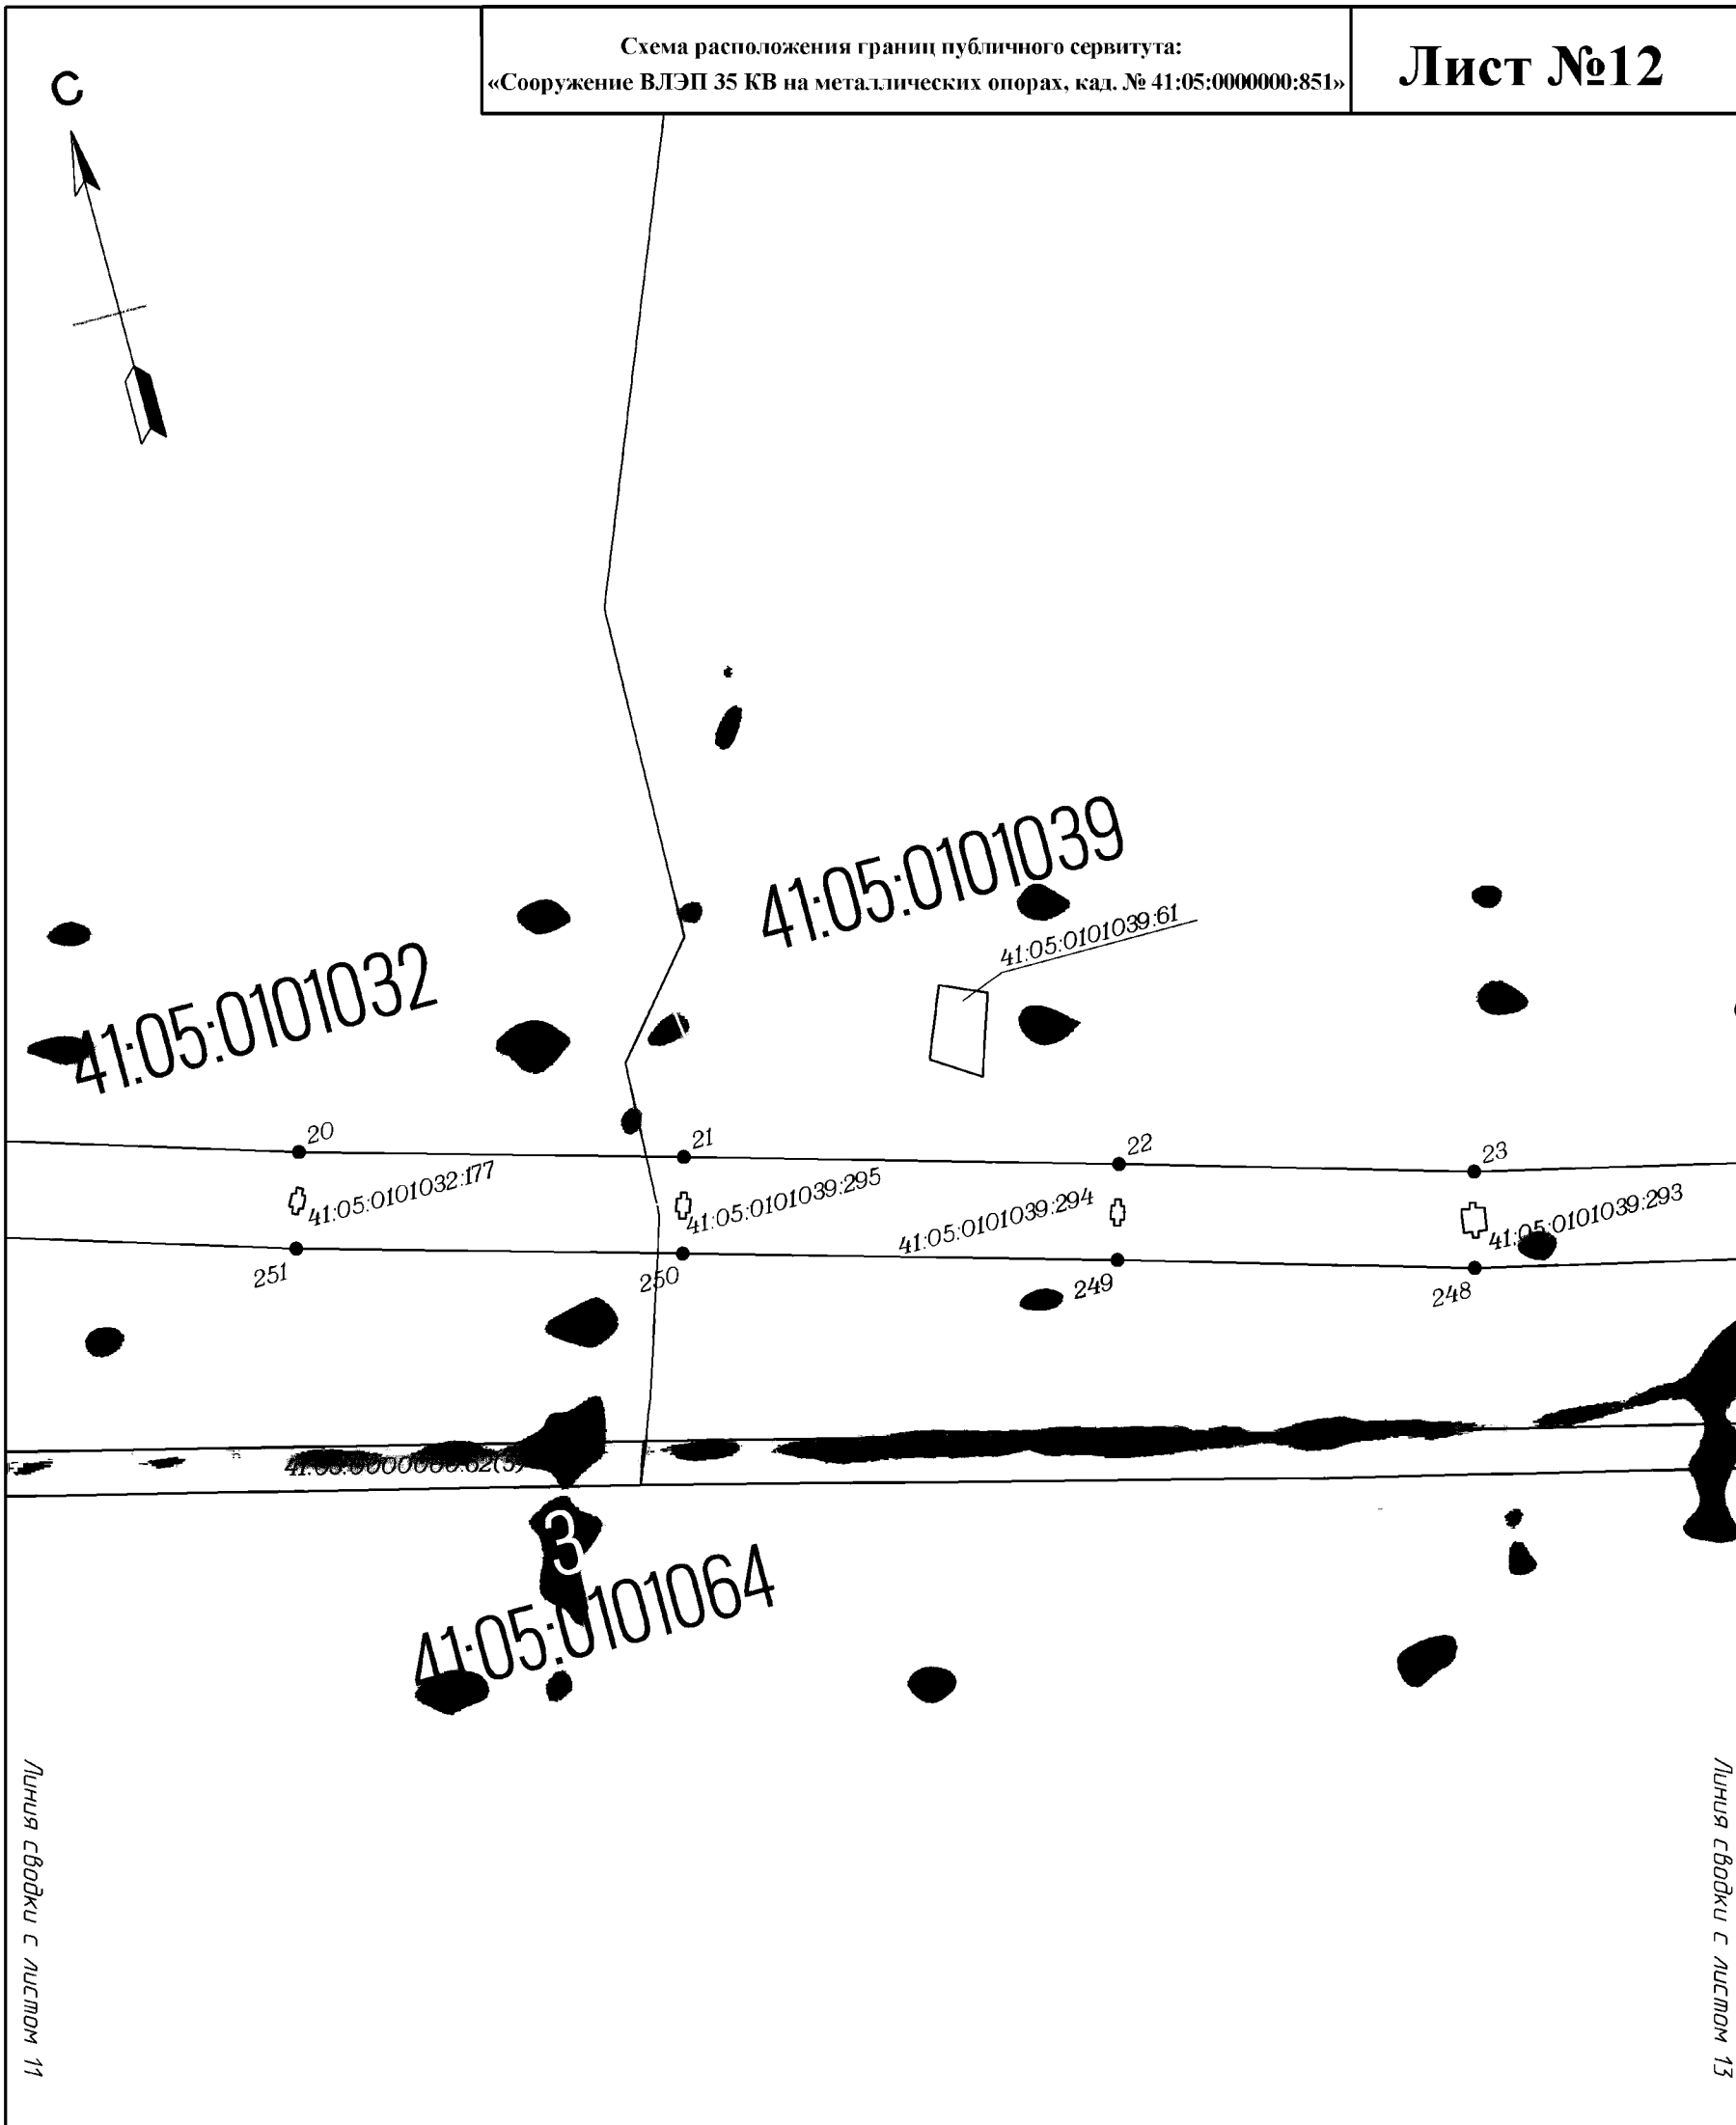 Схема расположения границ публичного сервитута:
«Сооружение ВЛЭП 35 КВ на металлических опорах, кад. № 41:05:0000000:851»
Лист №12
С
41:05:0101039
41:05:0101039:61
41:05:0101032
20
21
22
23
41:05:0101032:177
41:05:0101039:295
41:05:0101039:294
41:05:0101039:293
251
250
249
248
3
41:05:0101064
Линия сводки с листом 11
Линия сводки с листом 13